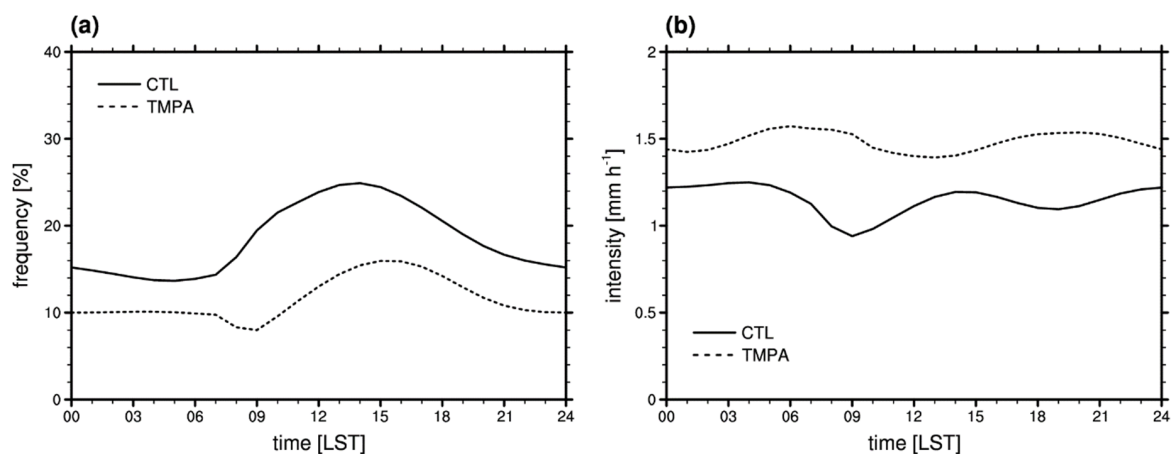 (a)
40
30
20
10
0
frequency [%]
CTL
TMPA
00 03 06 09 12 15 18 21 24
time [LST]
(b)
2
1.5
1
0.5
0
intensity [mm h⁻¹]
CTL
TMPA
00 03 06 09 12 15 18 21 24
time [LST]